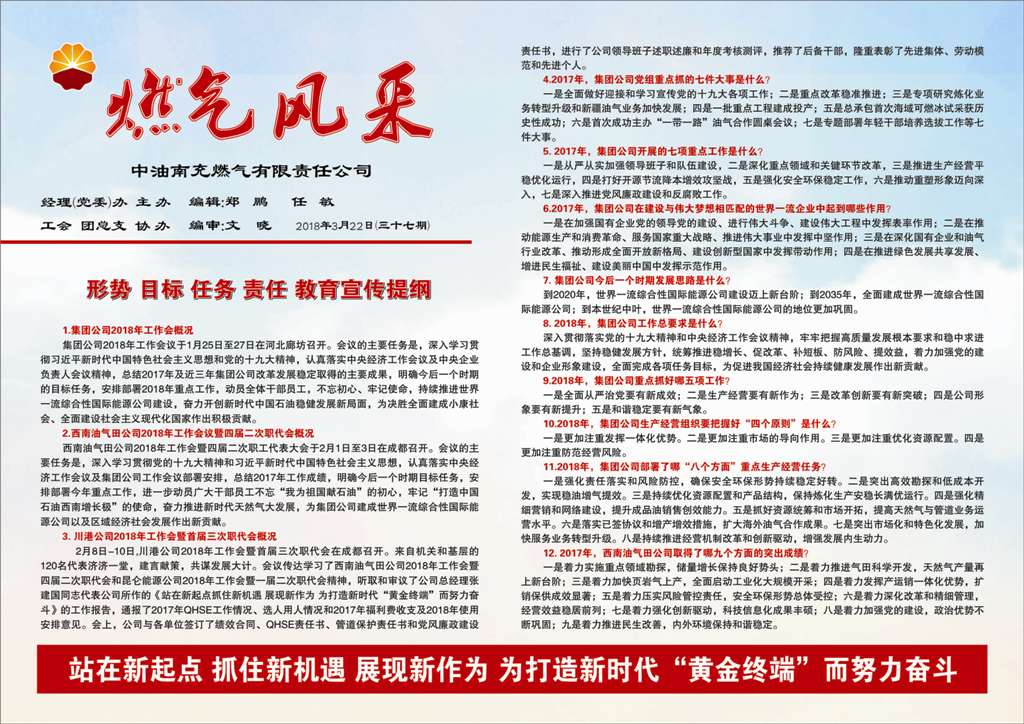 燃气风采
中油南充燃气有限责任公司
经理(党委)办 主 办 编辑:郑 鹏 任 敏
工会 团总支 协 办 编审:文 晓 2018年3月22日(三十七期)
形势 目标 任务 责任 教育宣传提纲
1.集团公司2018年工作会概况
集团公司2018年工作会议于1月25日至27日在河北廊坊召开。会议的主要任务是，深入学习贯
彻习近平新时代中国特色社会主义思想和党的十九大精神，认真落实中央经济工作会议及中央企业
负责人会议精神，总结2017年及近三年集团公司改革发展稳定取得的主要成果，明确今后一个时期
的目标任务，安排部署2018年重点工作，动员全体干部员工，不忘初心、牢记使命，持续推进世界
一流综合性国际能源公司建设，奋力开创新时代中国石油稳健发展新局面，为决胜全面建成小康社
会、全面建设社会主义现代化国家作出积极贡献。
2.西南油气田公司2018年工作会议暨四届二次职代会概况
西南油气田公司2018年工作会暨四届二次职工代表大会于2月1日至3日在成都召开。会议的主
要任务是，深入学习贯彻党的十九大精神和习近平新时代中国特色社会主义思想，认真落实中央经
济工作会议及集团公司工作会议部署安排，总结2017年工作成绩，明确今后一个时期目标任务，安
排部署今年重点工作，进一步动员广大干部员工不忘“我为祖国献石油”的初心，牢记“打造中国
石油西南增长极”的使命，奋力推进新时代天然气大发展，为集团公司建成世界一流综合性国际能
源公司以及区域经济社会发展作出新贡献。
3. 川港公司2018年工作会暨首届三次职代会概况
2月8日-10日,川港公司2018年工作会暨首届三次职代会在成都召开。来自机关和基层的
120名代表济济一堂，建言献策，共谋发展大计。会议传达学习了西南油气田公司2018年工作会暨
四届二次职代会和昆仑能源公司2018年工作会暨一届二次职代会精神，听取和审议了公司总经理张
建国同志代表公司所作的《站在新起点抓住新机遇 展现新作为 为打造新时代“黄金终端”而努力奋
斗》的工作报告，通报了2017年QHSE工作情况、选人用人情况和2017年福利费收支及2018年使用
安排意见。会上，公司与各单位签订了绩效合同、QHSE责任书、管道保护责任书和党风廉政建设
责任书，进行了公司领导班子述职述廉和年度考核测评，推荐了后备干部，隆重表彰了先进集体、劳动模
范和先进个人。
4.2017年，集团公司党组重点抓的七件大事是什么?
一是全面做好迎接和学习宣传党的十九大各项工作；二是重点改革稳准推进；三是专项研究炼化业
务转型升级和新疆油气业务加快发展；四是一批重点工程建成投产；五是总承包首次海域可燃冰试采获历
史性成功；六是首次成功主办“一带一路”油气合作圆桌会议；七是专题部署年轻干部培养选拔工作等七
件大事。
5. 2017年，集团公司开展的七项重点工作是什么？
一是从严从实加强领导班子和队伍建设，二是深化重点领域和关键环节改革，三是推进生产经营平
稳优化运行，四是打好开源节流降本增效攻坚战，五是强化安全环保稳定工作，六是推动重塑形象迈向深
入，七是深入推进党风廉政建设和反腐败工作。
6.2017年，集团公司在建设与伟大梦想相匹配的世界一流企业中起到哪些作用?
一是在加强国有企业党的领导党的建设、进行伟大斗争、建设伟大工程中发挥表率作用；二是在推
动能源生产和消费革命、服务国家重大战略、推进伟大事业中发挥中坚作用；三是在深化国有企业和油气
行业改革、推动形成全面开放新格局、建设创新型国家中发挥带动作用；四是在推进绿色发展共享发展、
增进民生福祉、建设美丽中国中发挥示范作用。
7. 集团公司今后一个时期发展思路是什么?
到2020年，世界一流综合性国际能源公司建设迈上新台阶；到2035年，全面建成世界一流综合性国
际能源公司；到本世纪中叶，世界一流综合性国际能源公司的地位更加巩固。
8. 2018年，集团公司工作总要求是什么?
深入贯彻落实党的十九大精神和中央经济工作会议精神，牢牢把握高质量发展根本要求和稳中求进
工作总基调，坚持稳健发展方针，统筹推进稳增长、促改革、补短板、防风险、提效益，着力加强党的建
设和企业形象建设，全面完成各项任务目标，为促进我国经济社会持续健康发展作出新贡献。
9.2018年，集团公司重点抓好哪五项工作?
一是全面从严治党要有新成效；二是生产经营要有新作为；三是改革创新要有新突破；四是公司形
象要有新提升；五是和谐稳定要有新气象。
10.2018年，集团公司生产经营组织要把握好“四个原则”是什么?
一是更加注重发挥一体化优势。二是更加注重市场的导向作用。三是更加注重优化资源配置。四是
更加注重防范经营风险。
11.2018年，集团公司部署了哪“八个方面”重点生产经营任务?
一是强化责任落实和风险防控，确保安全环保形势持续稳定好转。二是突出高效勘探和低成本开
发，实现稳油增气提效。三是持续优化资源配置和产品结构，保持炼化生产安稳长满优运行。四是强化精
细营销和网络建设，提升成品油销售创效能力。五是抓好资源统筹和市场开拓，提高天然气与管道业务运
营水平。六是落实已签协议和增产增效措施，扩大海外油气合作成果。七是突出市场化和特色化发展，加
快服务业务转型升级。八是持续推进经营机制改革和创新驱动，增强发展内生动力。
12. 2017年，西南油气田公司取得了哪九个方面的突出成绩?
一是着力实施重点领域勘探，储量增长保持良好势头；二是着力推进气田科学开发，天然气产量再
上新台阶；三是着力加快页岩气上产，全面启动工业化大规模开采；四是着力发挥产运销一体化优势，扩
销保供成效显著；五是着力压实风险管控责任，安全环保形势总体受控；六是着力深化改革和精细管理，
经营效益稳居前列；七是着力强化创新驱动，科技信息化成果丰硕；八是着力加强党的建设，政治优势不
断巩固；九是着力推进民生改善，内外环境保持和谐稳定。
站在新起点 抓住新机遇 展现新作为 为打造新时代“黄金终端”而努力奋斗